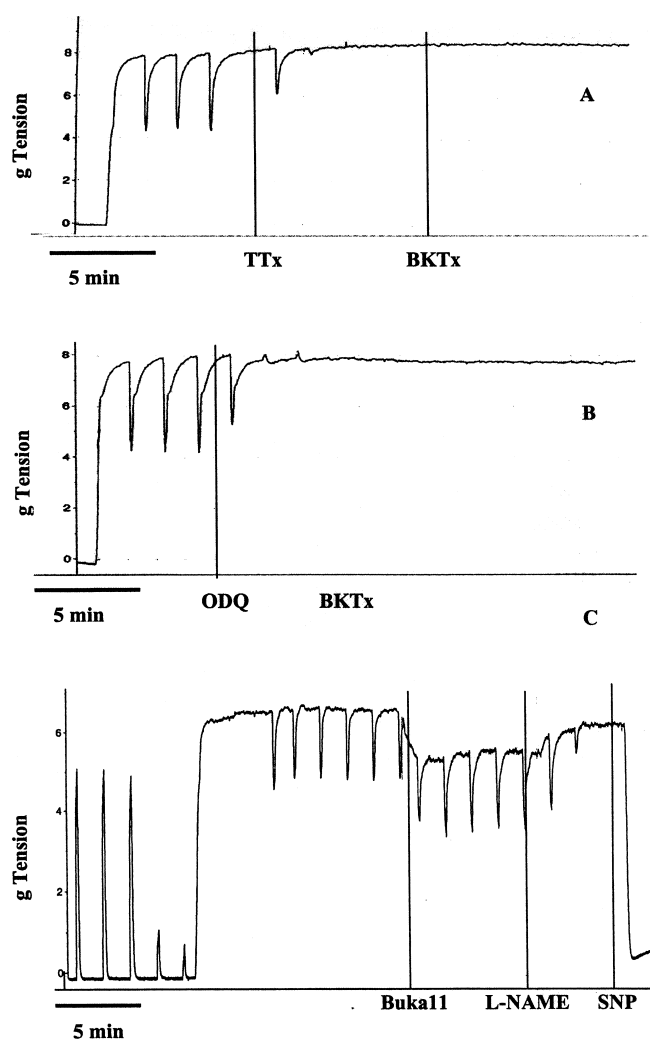 8
6
4
2
0
g Tension
A
TTx BKTx
5 min
8
6
4
2
0
g Tension
B
ODQ BKTx
5 min
C
6
4
2
0
g Tension
Buka11 L-NAME SNP
5 min